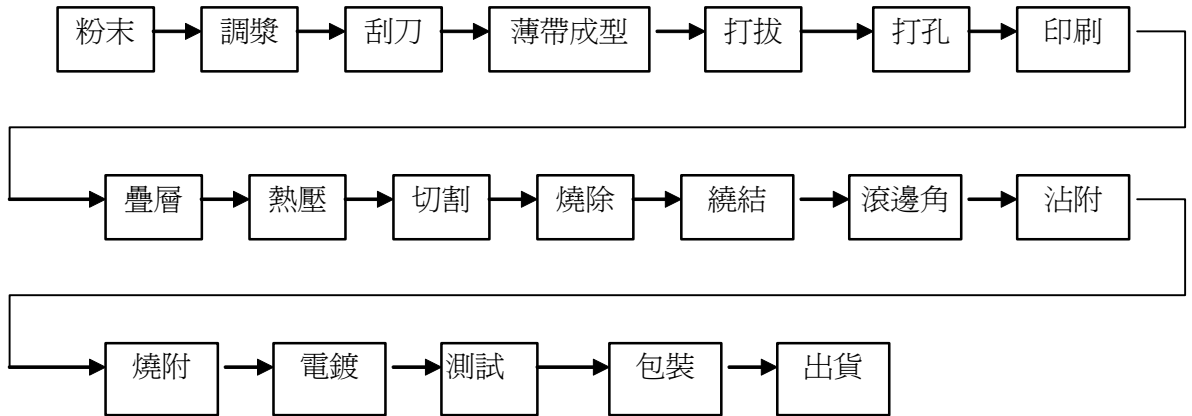 粉末 調漿 刮刀 薄帶成型 打拔 打孔 印刷
疊層 熱壓 切割 燒除 繞結 滾邊角 沾附
燒附 電鍍 測試 包裝 出貨